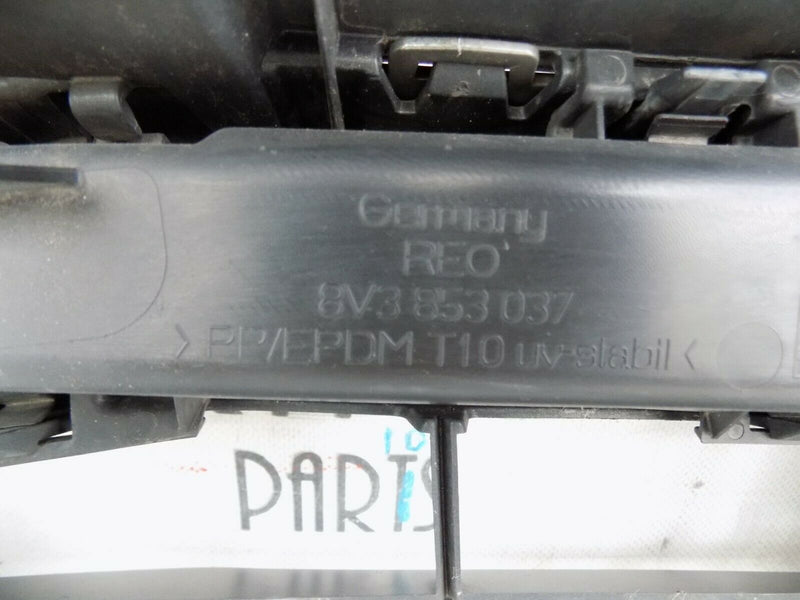 Germany
REO
8V3 853 037
>PP/EPDM T10 uv-stabil<
PARTS